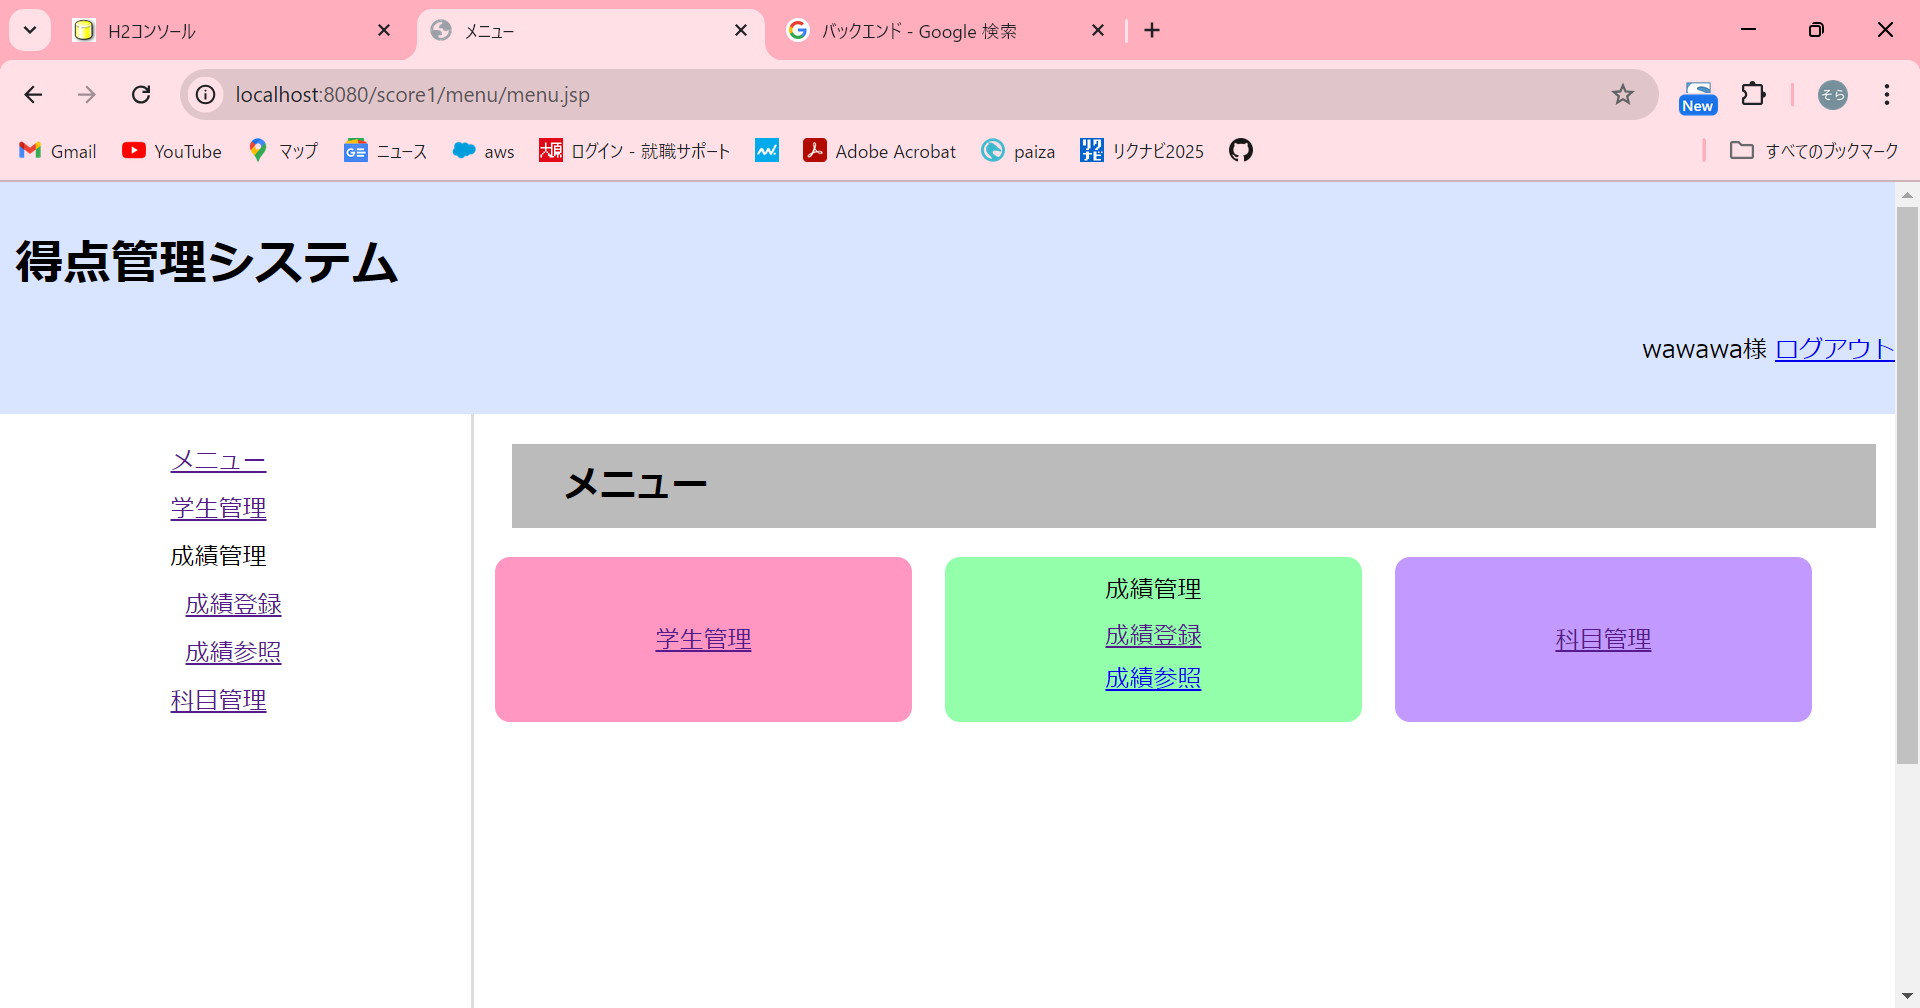 H2コンソール
メニュー
バックエンド - Google 検索
localhost:8080/score1/menu/menu.jsp
New
そら
Gmail
YouTube
マップ
ニュース
aws
大原
ログイン - 就職サポート
Adobe Acrobat
paiza
リクナビ
リクナビ2025
すべてのブックマーク
得点管理システム
wawawa様 ログアウト
メニュー
学生管理
成績管理
成績登録
成績参照
科目管理
メニュー
学生管理
成績管理
成績登録
成績参照
科目管理